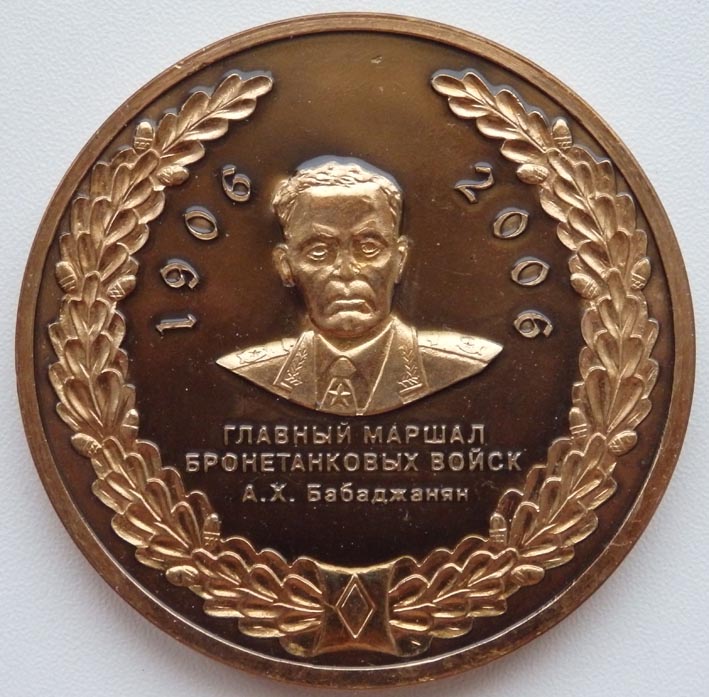 1906 2006
ГЛАВНЫЙ МАРШАЛ
БРОНЕТАНКОВЫХ ВОЙСК
А.Х. Бабаджанян